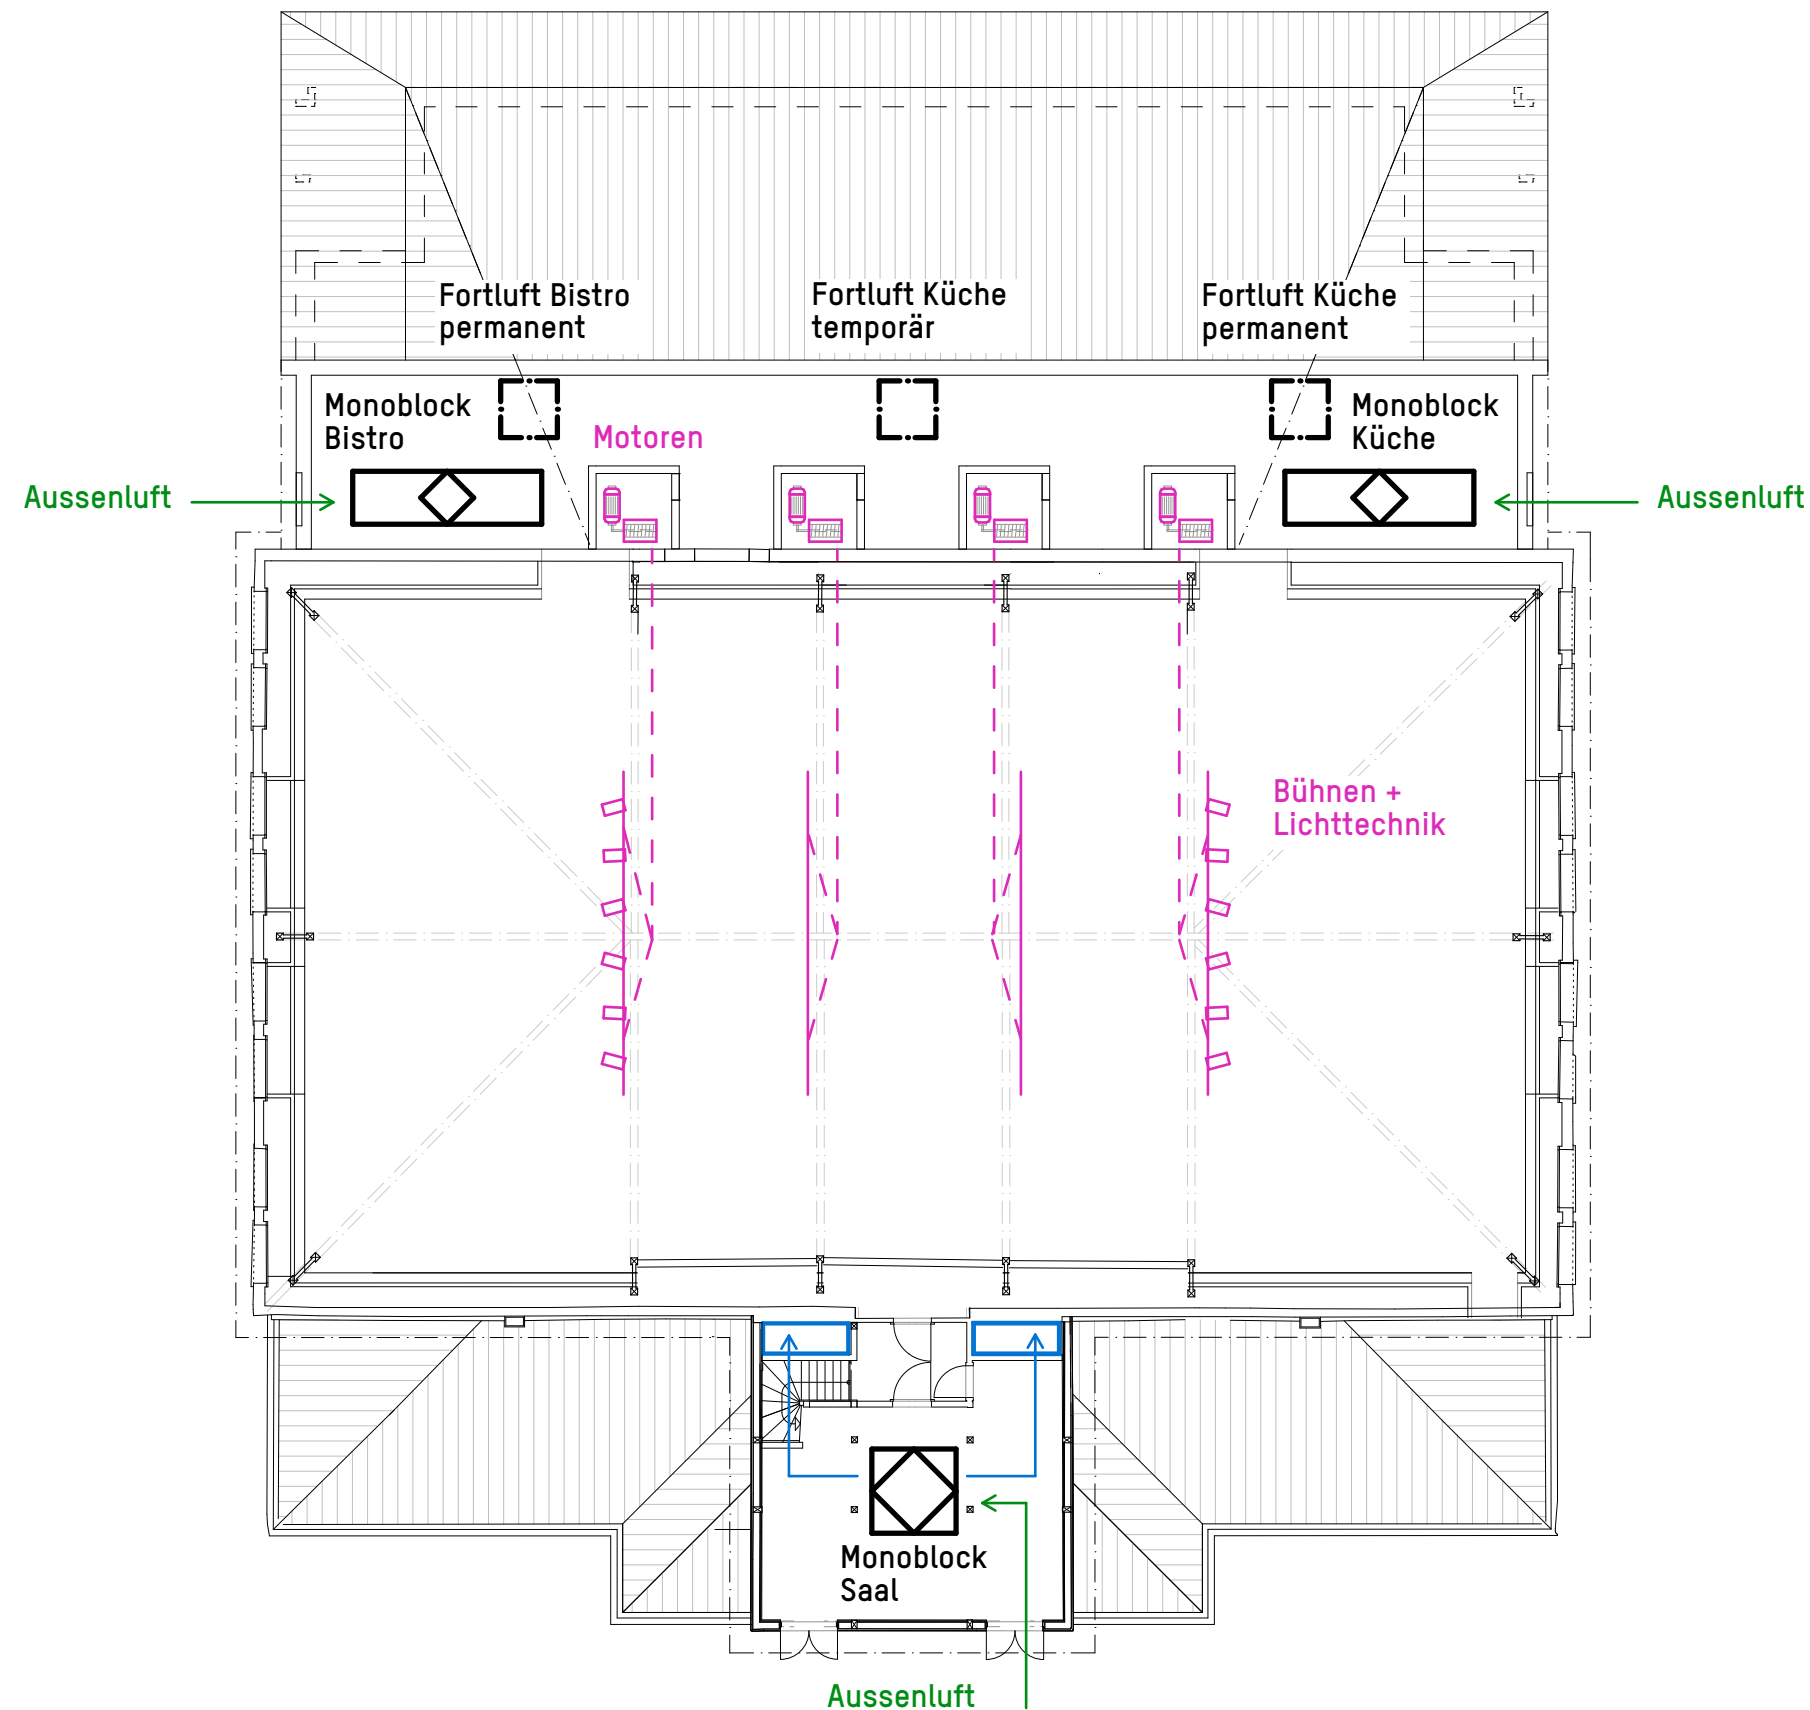 Fortluft Bistro
permanent
Fortluft Küche
temporär
Fortluft Küche
permanent
Monoblock
Bistro
Motoren
Monoblock
Küche
Aussenluft
Aussenluft
Bühnen +
Lichttechnik
Monoblock
Saal
Aussenluft